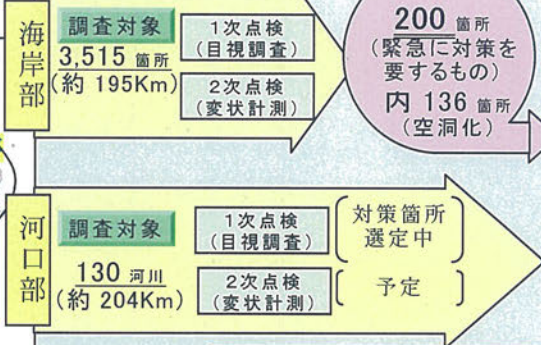 海岸部
調査対象
3,515 箇所
(約 195Km)
1次点検
(目視調査)
2次点検
(変状計測)
200 箇所
(緊急に対策を
要するもの)
内 136 箇所
(空洞化)
河口部
調査対象
130 河川
(約 204Km)
1次点検
(目視調査)
対策箇所
選定中
2次点検
(変状計測)
予定